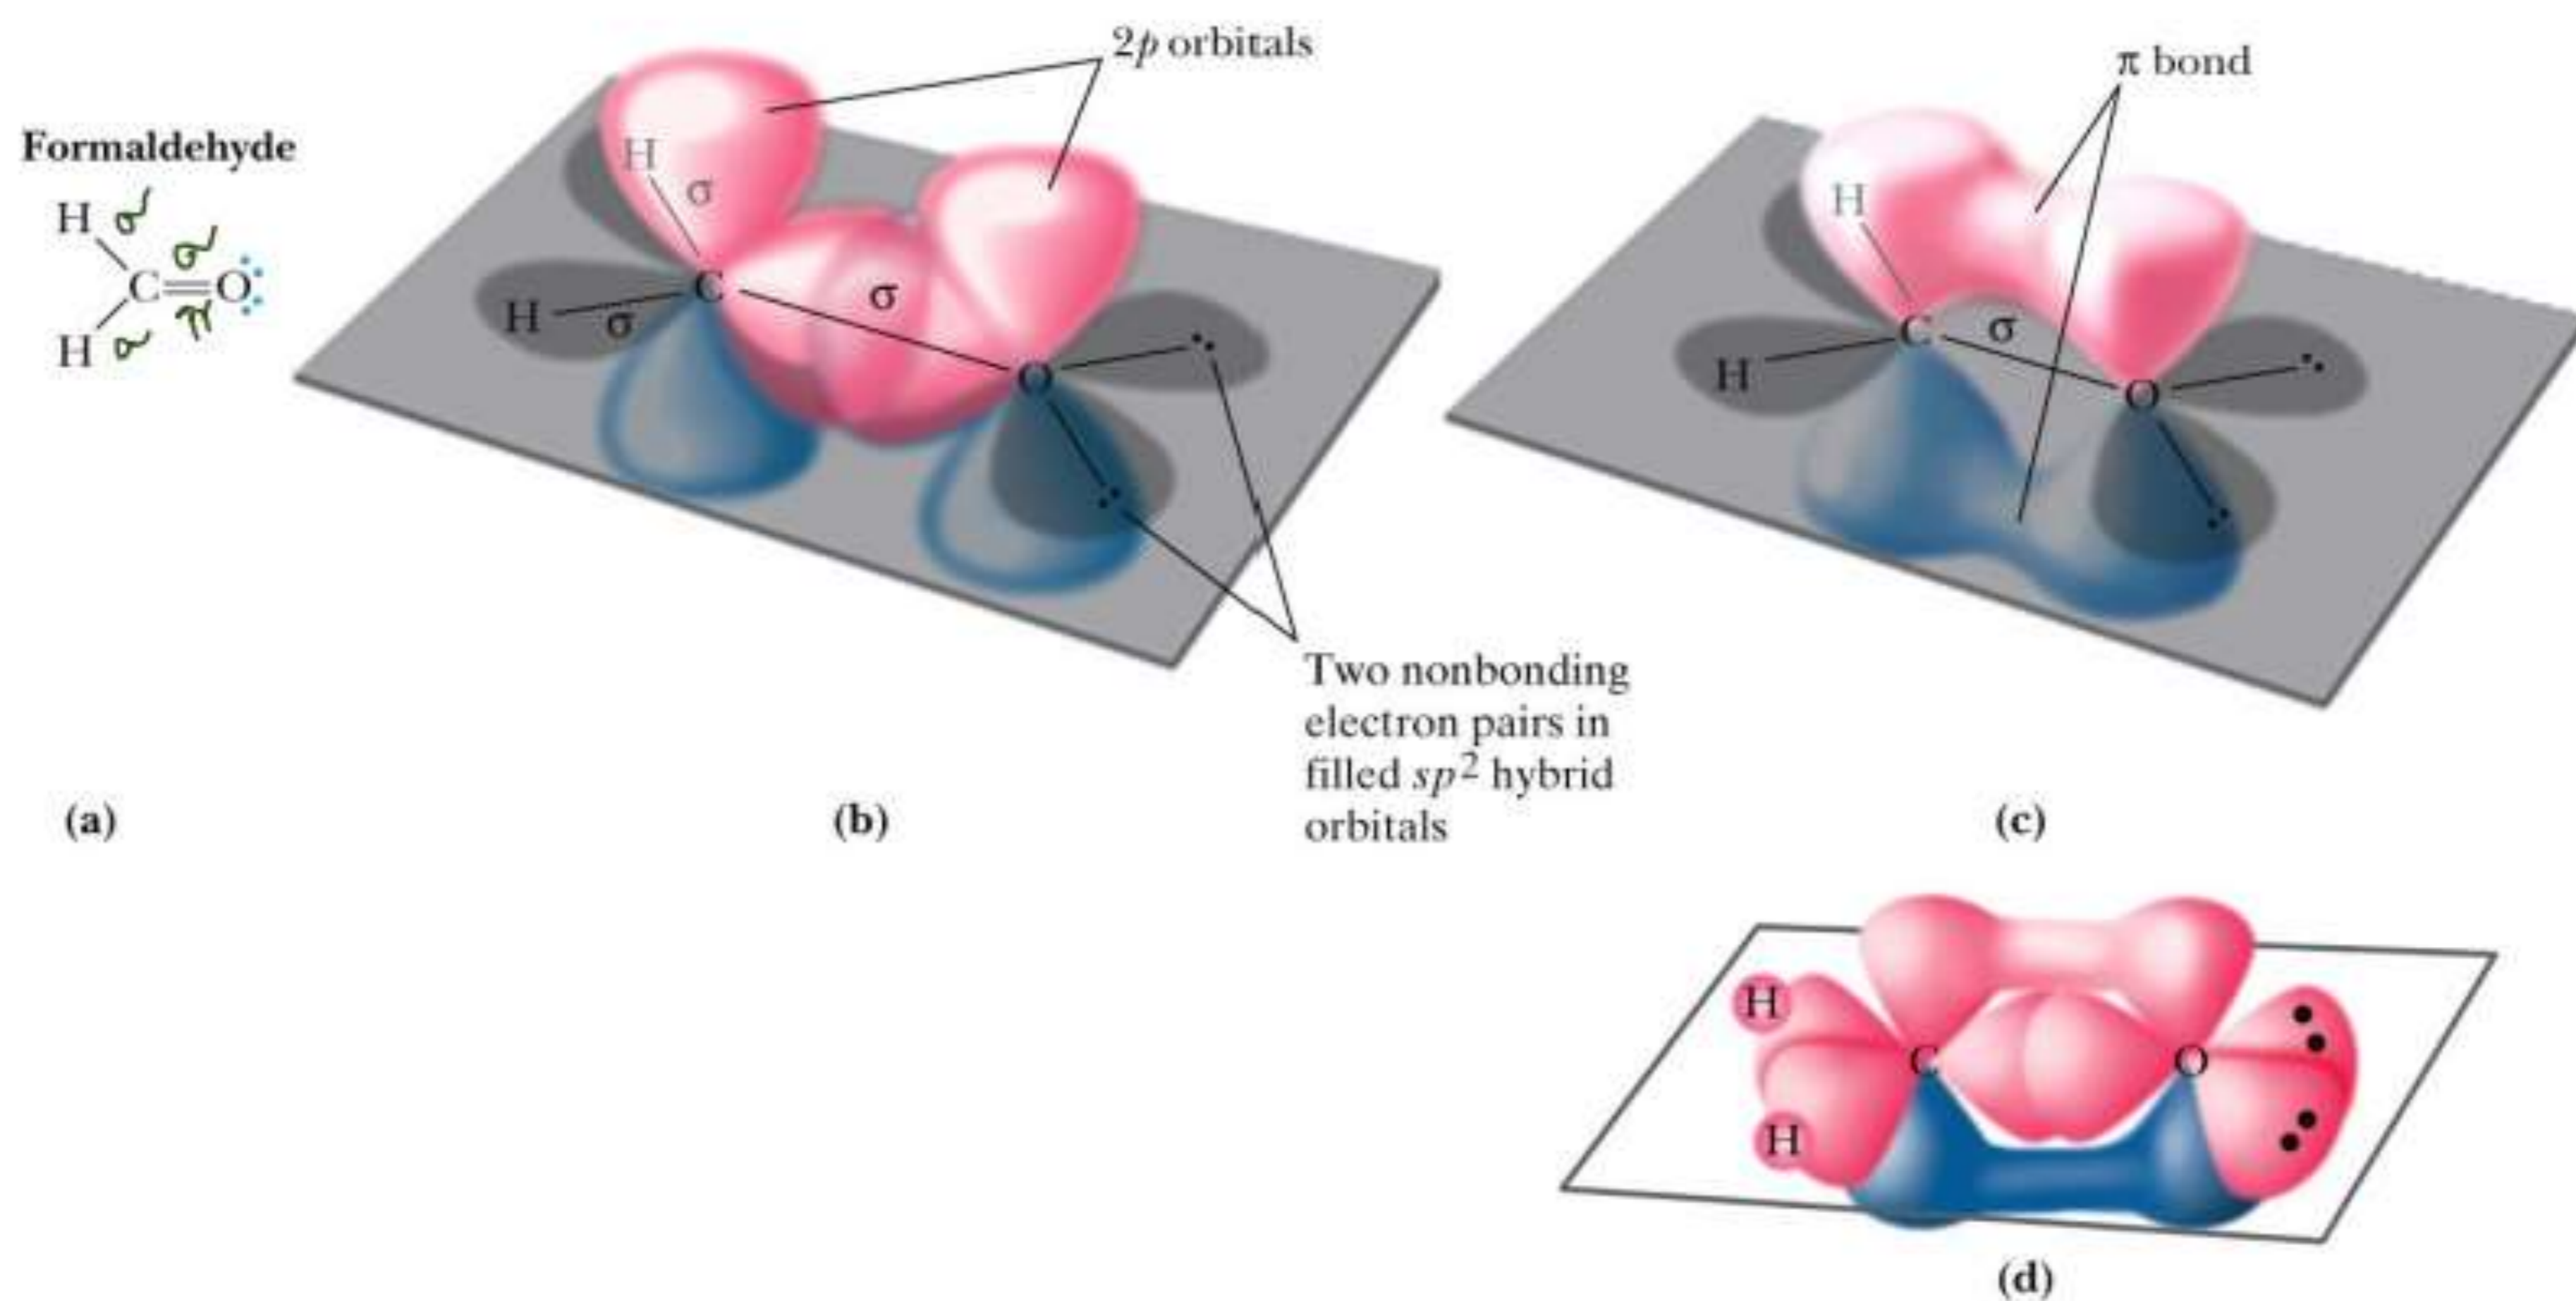 2p orbitals
π bond
Formaldehyde
H σ
σ
C=O:
π
H σ
H
σ
C
σ
H
σ
O
H
C
σ
H
O
Two nonbonding
electron pairs in
filled sp² hybrid
orbitals
(a)
(b)
(c)
H
C
O
H
(d)